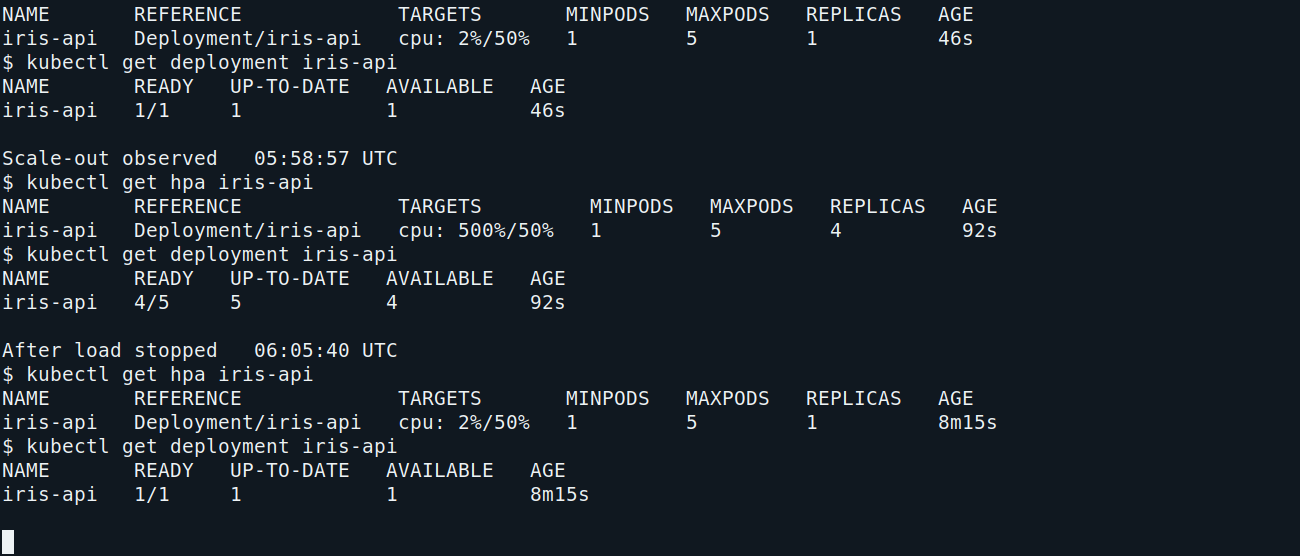 NAME       REFERENCE             TARGETS       MINPODS   MAXPODS   REPLICAS   AGE
iris-api   Deployment/iris-api   cpu: 2%/50%   1         5         1          46s
$ kubectl get deployment iris-api
NAME       READY   UP-TO-DATE   AVAILABLE   AGE
iris-api   1/1     1            1           46s

Scale-out observed   05:58:57 UTC
$ kubectl get hpa iris-api
NAME       REFERENCE             TARGETS         MINPODS   MAXPODS   REPLICAS   AGE
iris-api   Deployment/iris-api   cpu: 500%/50%   1         5         4          92s
$ kubectl get deployment iris-api
NAME       READY   UP-TO-DATE   AVAILABLE   AGE
iris-api   4/5     5            4           92s

After load stopped   06:05:40 UTC
$ kubectl get hpa iris-api
NAME       REFERENCE             TARGETS       MINPODS   MAXPODS   REPLICAS   AGE
iris-api   Deployment/iris-api   cpu: 2%/50%   1         5         1          8m15s
$ kubectl get deployment iris-api
NAME       READY   UP-TO-DATE   AVAILABLE   AGE
iris-api   1/1     1            1           8m15s